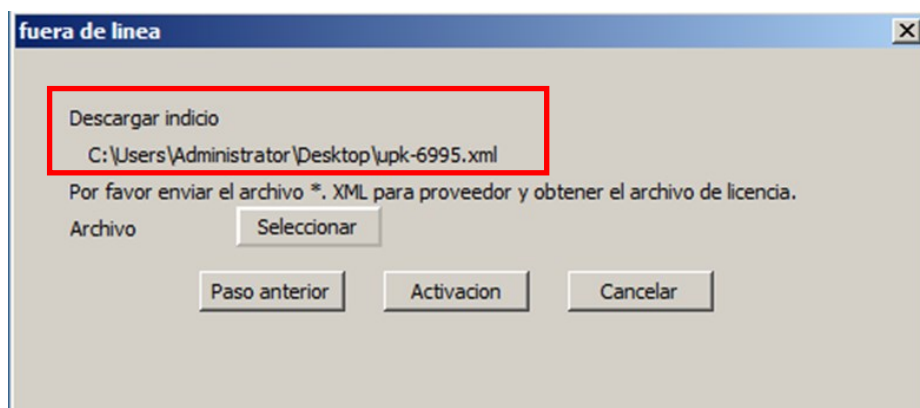 fuera de linea
Descargar indicio
C:\Users\Administrator\Desktop\upk-6995.xml
Por favor enviar el archivo *. XML para proveedor y obtener el archivo de licencia.
Archivo Seleccionar
Paso anterior Activacion Cancelar